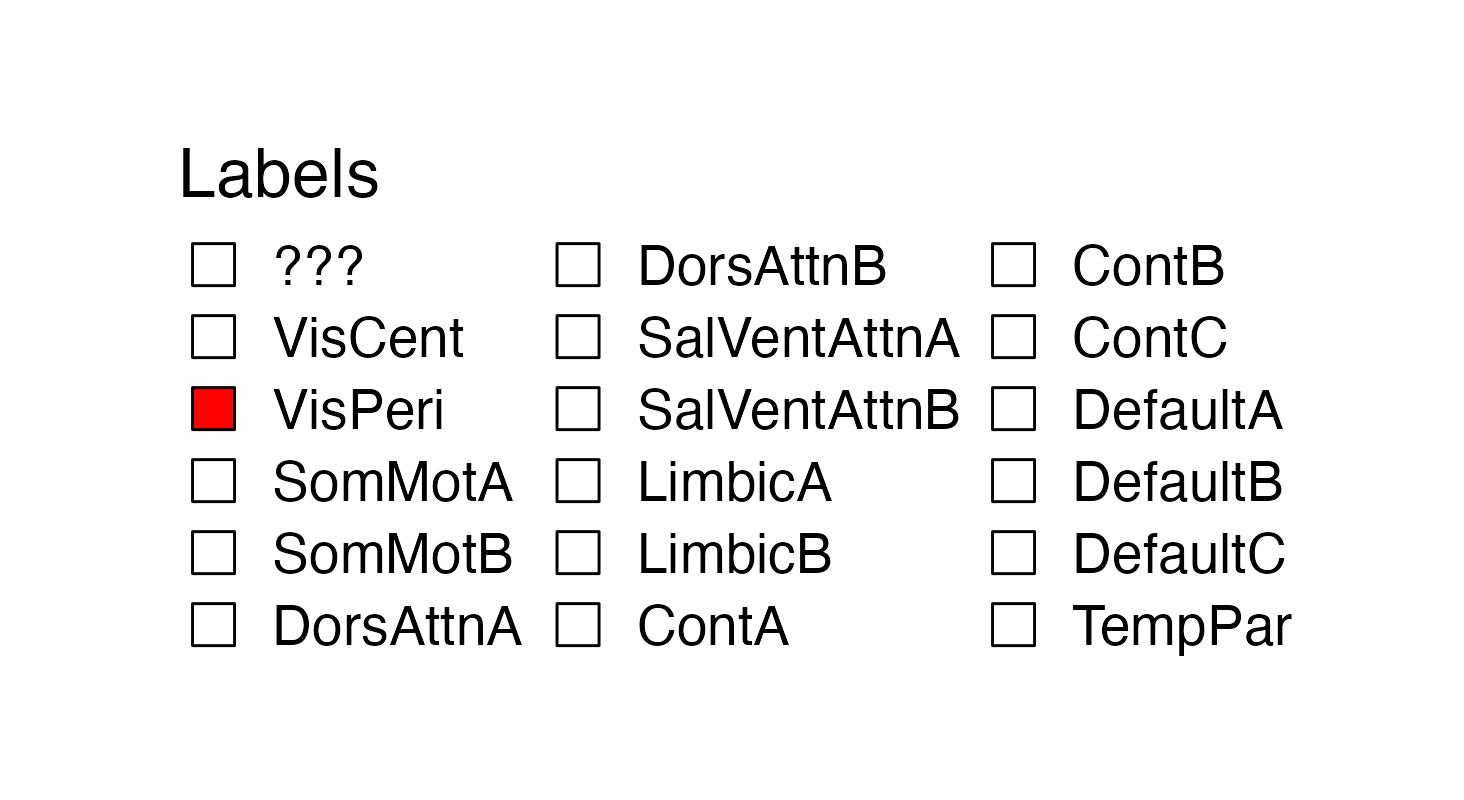 Labels
??? DorsAttnB ContB
VisCent SalVentAttnA ContC
VisPeri SalVentAttnB DefaultA
SomMotA LimbicA DefaultB
SomMotB LimbicB DefaultC
DorsAttnA ContA TempPar